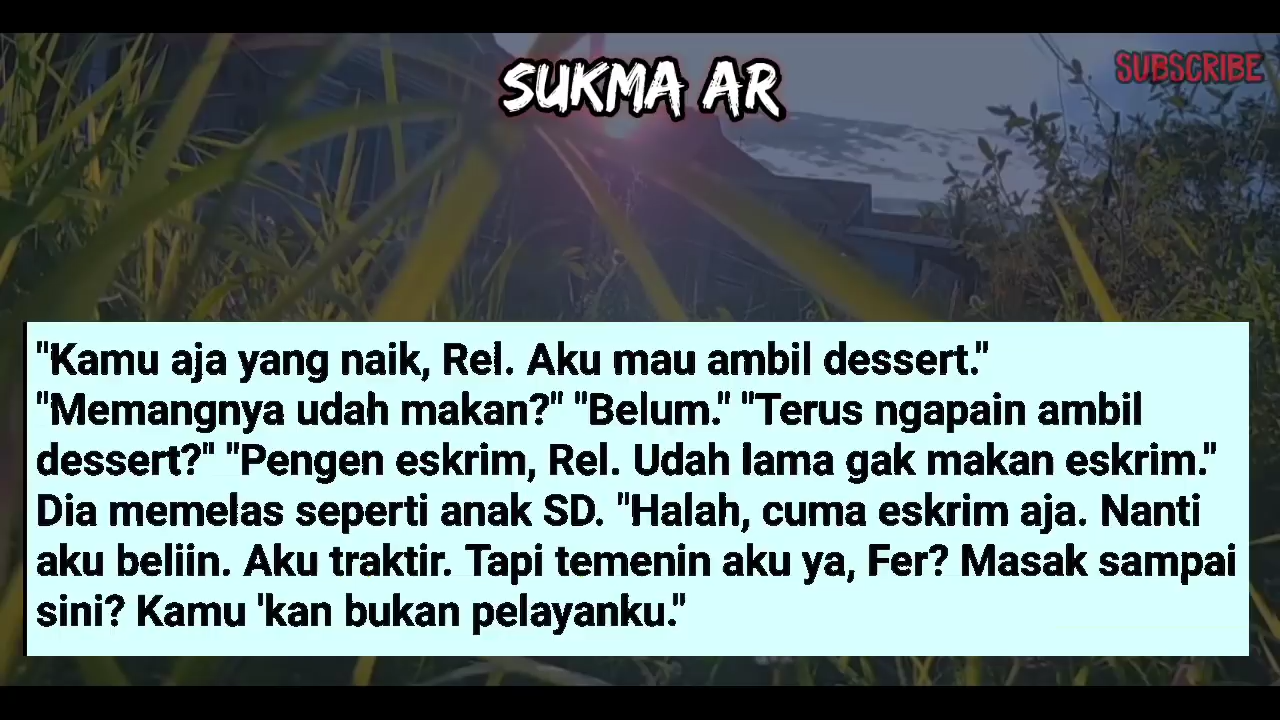 SUKMA AR
SUBSCRIBE
"Kamu aja yang naik, Rel. Aku mau ambil dessert."
"Memangnya udah makan?" "Belum." "Terus ngapain ambil
dessert?" "Pengen eskrim, Rel. Udah lama gak makan eskrim."
Dia memelas seperti anak SD. "Halah, cuma eskrim aja. Nanti
aku beliin. Aku traktir. Tapi temenin aku ya, Fer? Masak sampai
sini? Kamu 'kan bukan pelayanku."